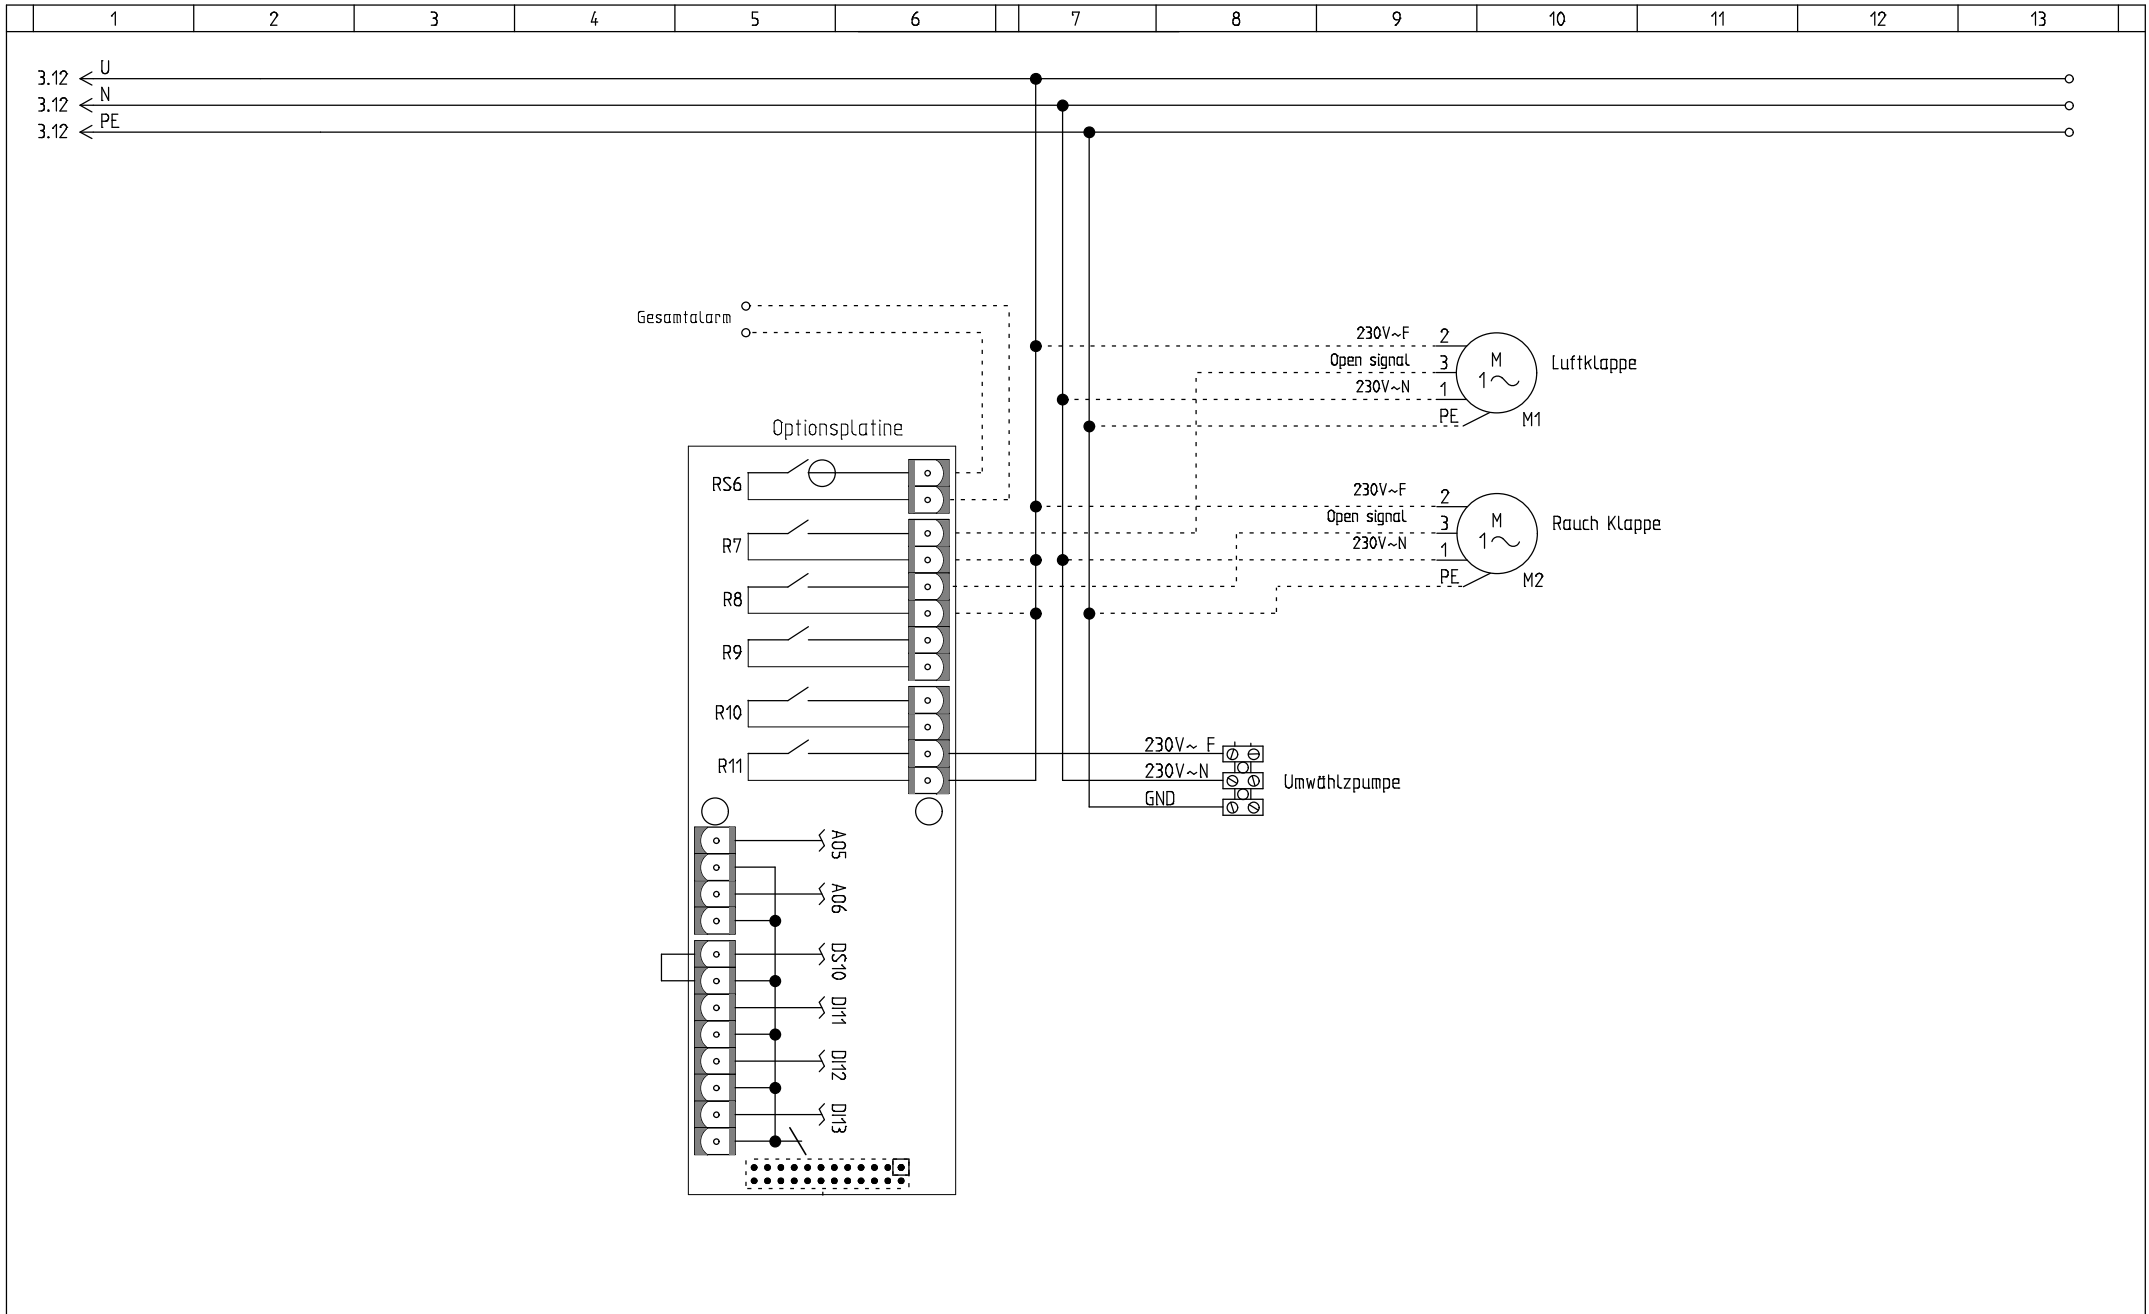 1 2 3 4 5 6 7 8 9 10 11 12 13
3.12 U
3.12 N
3.12 PE
Gesamtalarm
230V~F 2
Open signal 3
230V~N 1
PE
M
1~
M1
Luftklappe
Optionsplatine
RS6
R7
R8
R9
R10
R11
230V~F 2
Open signal 3
230V~N 1
PE
M
1~
M2
Rauch Klappe
230V~ F
230V~N
GND
Umwälzpumpe
A05
A06
DS10
DI11
DI12
DI13